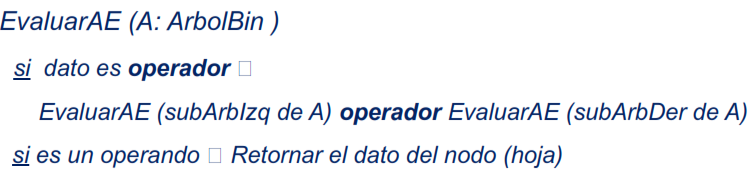 EvaluarAE (A: ArbolBin )
si dato es operador □
EvaluarAE (subArbIzq de A) operador EvaluarAE (subArbDer de A)
si es un operando □ Retornar el dato del nodo (hoja)